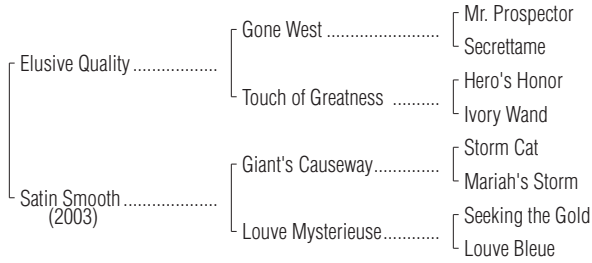 Mr. Prospector
Gone West ........................
Secrettame
Elusive Quality ..................
Hero's Honor
Touch of Greatness ..........
Ivory Wand
Storm Cat
Giant's Causeway..............
Mariah's Storm
Satin Smooth....................
(2003)
Seeking the Gold
Louve Mysterieuse............
Louve Bleue